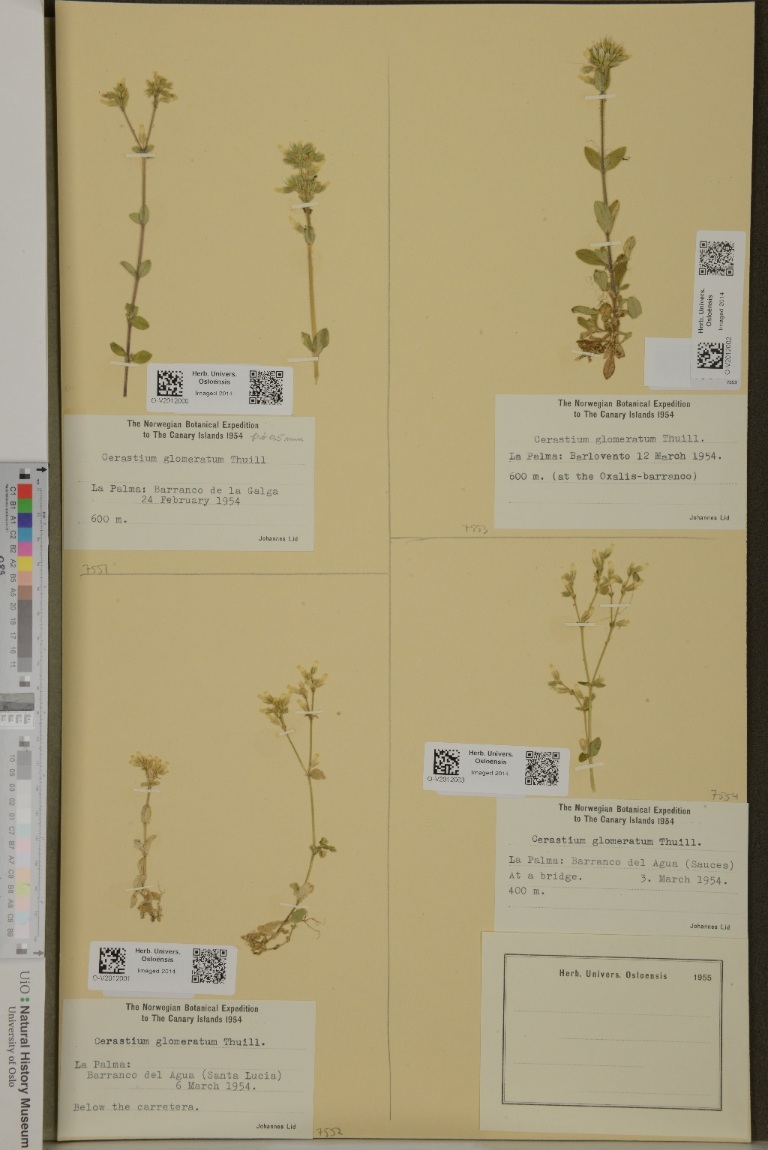 Herb. Univers.
Osloensis
Imaged 2014
O-V2012000
The Norwegian Botanical Expedition
to The Canary Islands 1954
Cerastium glomeratum Thuill
La Palma: Barranco de la Galga
24 February 1954
600 m.
Johannes Lid
7551
Herb. Univers.
Osloensis
Imaged 2014
O-V2012002
7553
The Norwegian Botanical Expedition
to The Canary Islands 1954
Cerastium glomeratum Thuill.
La Palma: Barlovento 12 March 1954.
600 m. (at the Oxalis-barranco)
Johannes Lid
7553
Herb. Univers.
Osloensis
Imaged 2014
O-V2012001
The Norwegian Botanical Expedition
to The Canary Islands 1954
Cerastium glomeratum Thuill.
La Palma:
Barranco del Agua (Santa Lucia)
6 March 1954.
Below the carretera.
Johannes Lid
7552
Herb. Univers.
Osloensis
Imaged 2014
O-V2012003
7554
The Norwegian Botanical Expedition
to The Canary Islands 1954
Cerastium glomeratum Thuill.
La Palma: Barranco del Agua (Sauces)
At a bridge. 3. March 1954.
400 m.
Johannes Lid
Herb. Univers. Osloensis 1955
UiO Natural History Museum
University of Oslo